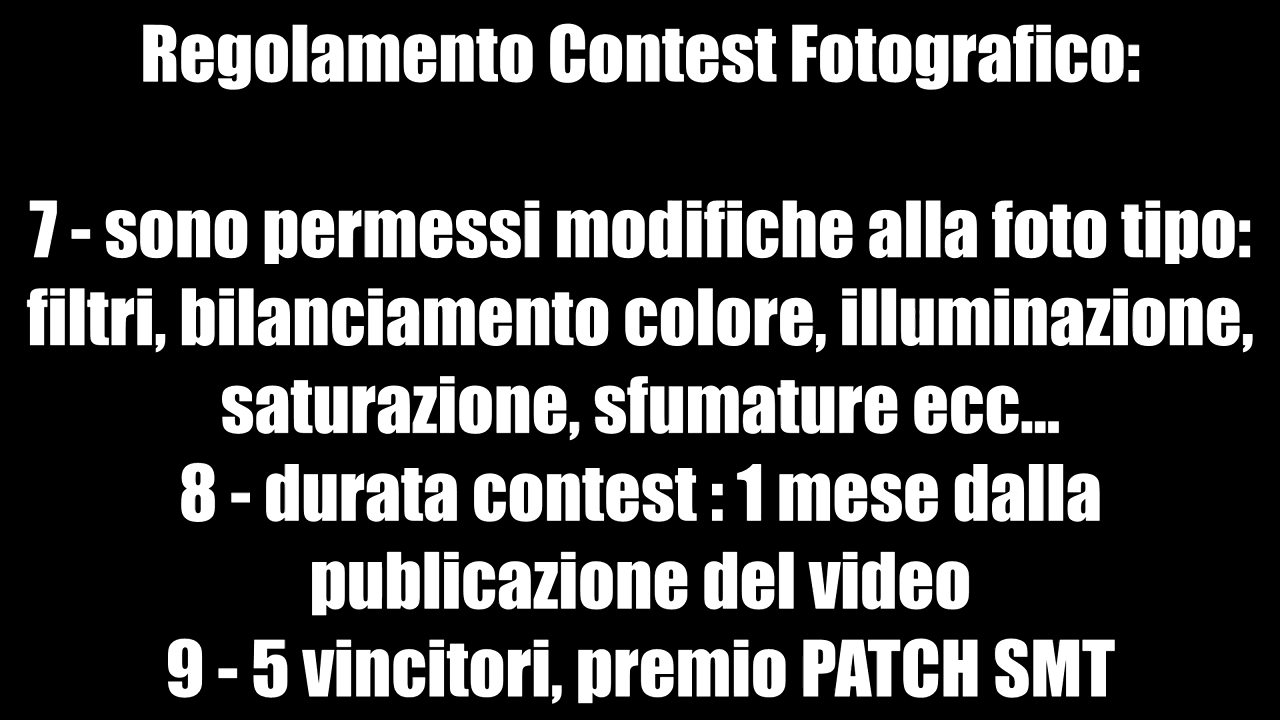 Regolamento Contest Fotografico:
7 - sono permessi modifiche alla foto tipo:
filtri, bilanciamento colore, illuminazione,
saturazione, sfumature ecc...
8 - durata contest : 1 mese dalla
publicazione del video
9 - 5 vincitori, premio PATCH SMT